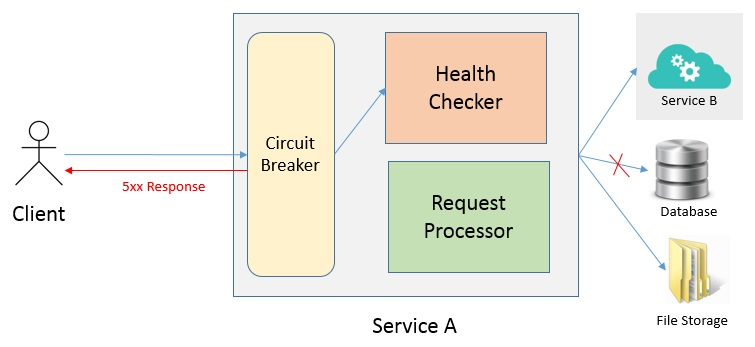 Client
5xx Response
Circuit
Breaker
Health
Checker
Request
Processor
Service A
Service B
Database
File Storage